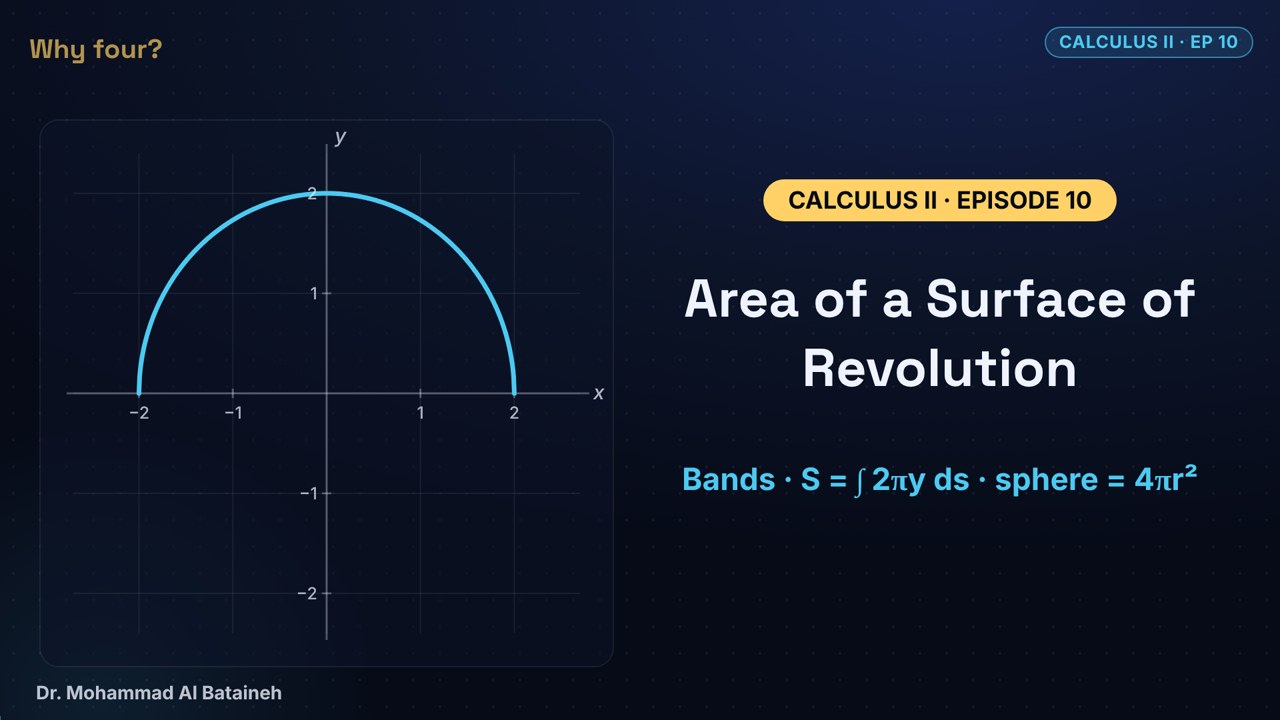 Why four?
CALCULUS II · EP 10
y
2
1
x
−2
−1
1
2
−1
−2
CALCULUS II · EPISODE 10
Area of a Surface of
Revolution
Bands · S = ∫ 2πy ds · sphere = 4πr²
Dr. Mohammad Al Bataineh